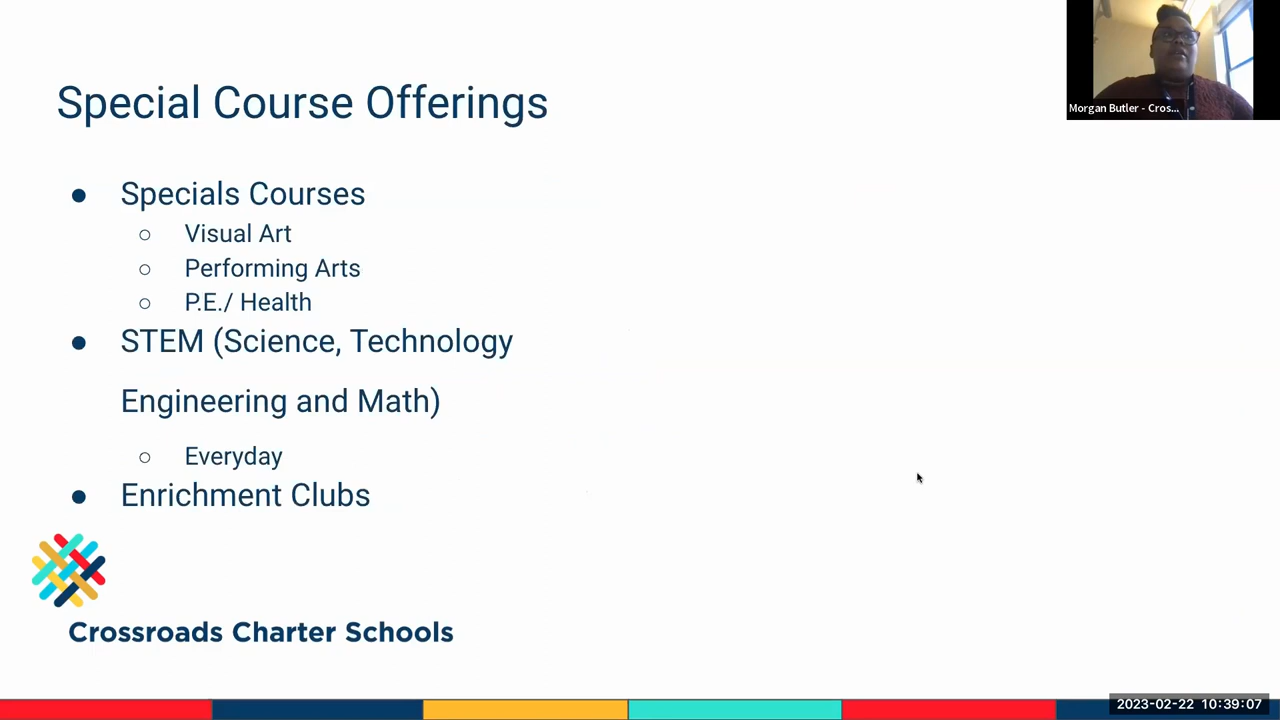 Special Course Offerings
Morgan Butler - Cros...
● Specials Courses
○ Visual Art
○ Performing Arts
○ P.E./ Health
● STEM (Science, Technology
Engineering and Math)
○ Everyday
● Enrichment Clubs
Crossroads Charter Schools
2023-02-22 10:39:07